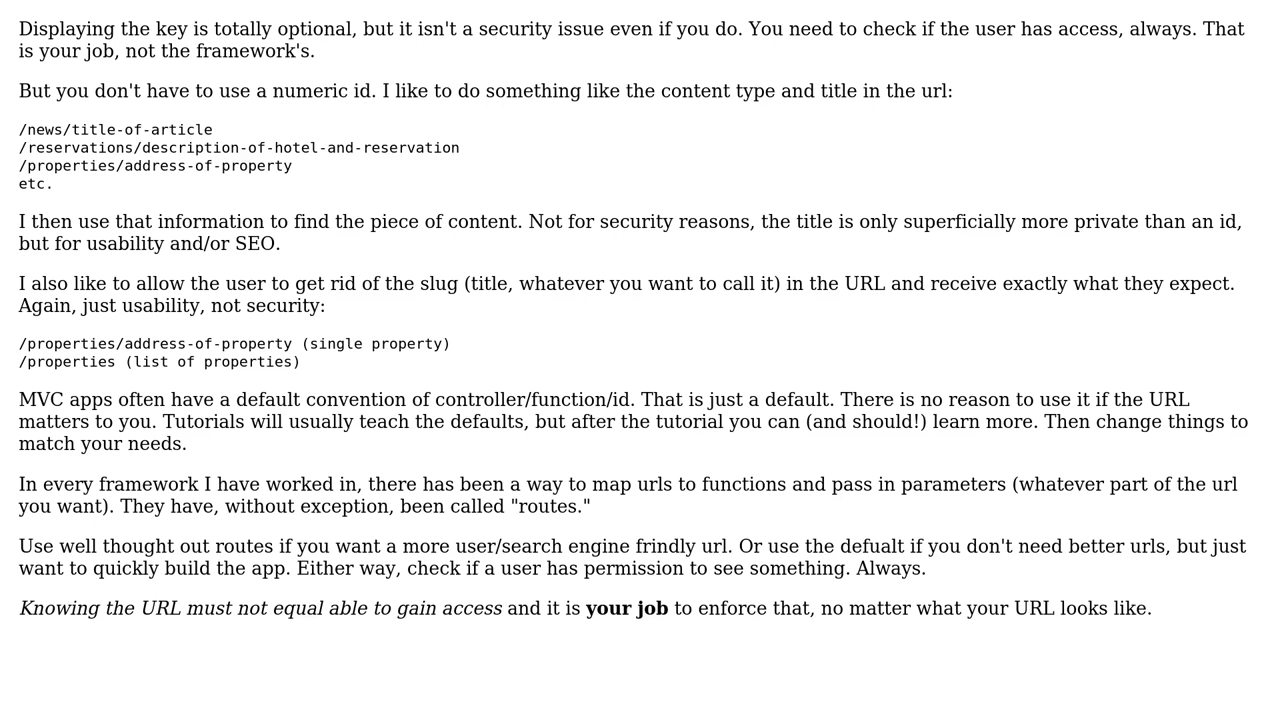 Displaying the key is totally optional, but it isn't a security issue even if you do. You need to check if the user has access, always. That
is your job, not the framework's.
But you don't have to use a numeric id. I like to do something like the content type and title in the url:
/news/title-of-article
/reservations/description-of-hotel-and-reservation
/properties/address-of-property
etc.
I then use that information to find the piece of content. Not for security reasons, the title is only superficially more private than an id,
but for usability and/or SEO.
I also like to allow the user to get rid of the slug (title, whatever you want to call it) in the URL and receive exactly what they expect.
Again, just usability, not security:
/properties/address-of-property (single property)
/properties (list of properties)
MVC apps often have a default convention of controller/function/id. That is just a default. There is no reason to use it if the URL
matters to you. Tutorials will usually teach the defaults, but after the tutorial you can (and should!) learn more. Then change things to
match your needs.
In every framework I have worked in, there has been a way to map urls to functions and pass in parameters (whatever part of the url
you want). They have, without exception, been called "routes."
Use well thought out routes if you want a more user/search engine frindly url. Or use the defualt if you don't need better urls, but just
want to quickly build the app. Either way, check if a user has permission to see something. Always.
Knowing the URL must not equal able to gain access and it is your job to enforce that, no matter what your URL looks like.